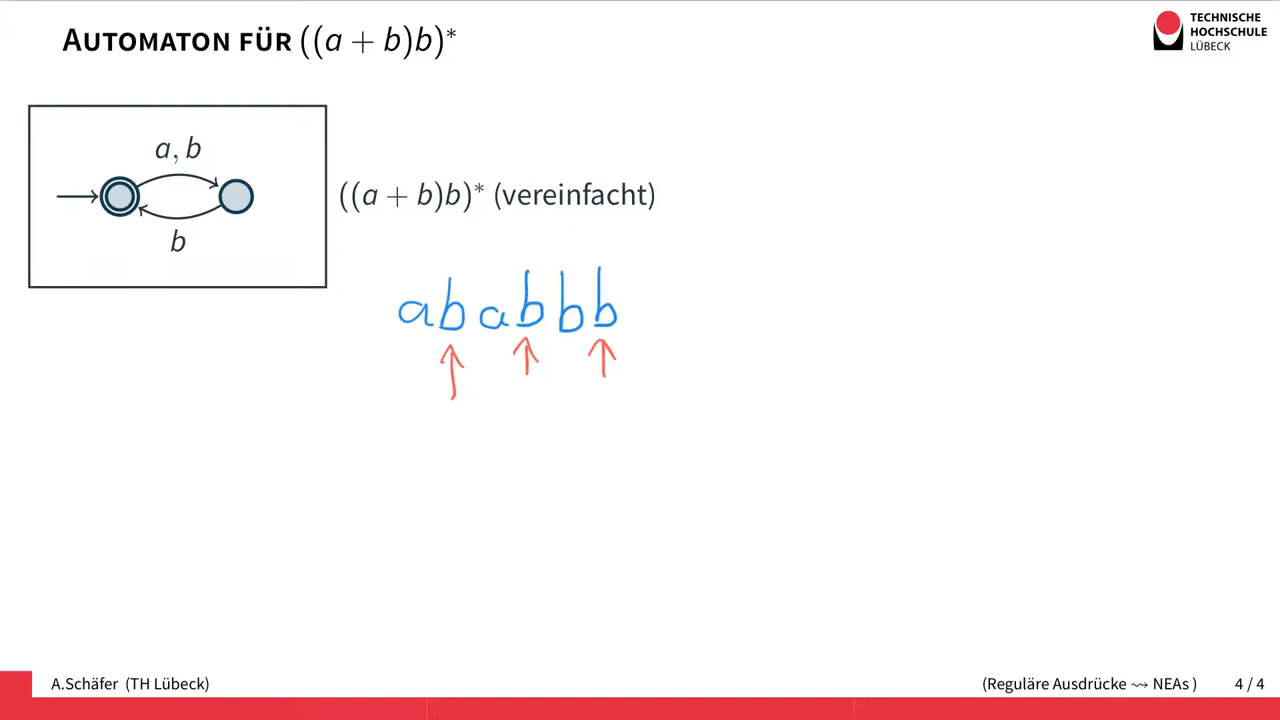 AUTOMATON FÜR ((a + b)b)*
TECHNISCHE
HOCHSCHULE
LÜBECK
a, b
b
((a + b)b)* (vereinfacht)
ababbb
A.Schäfer (TH Lübeck)
(Reguläre Ausdrücke ⇝ NEAs )
4 / 4